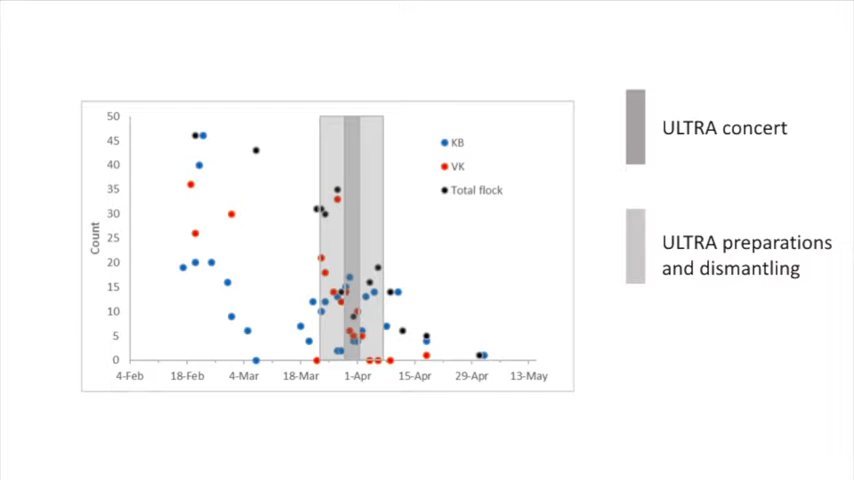 50
45
40
35
30
25
20
15
10
5
0
Count
4-Feb 18-Feb 4-Mar 18-Mar 1-Apr 15-Apr 29-Apr 13-May
KB
VK
Total flock
ULTRA concert
ULTRA preparations
and dismantling